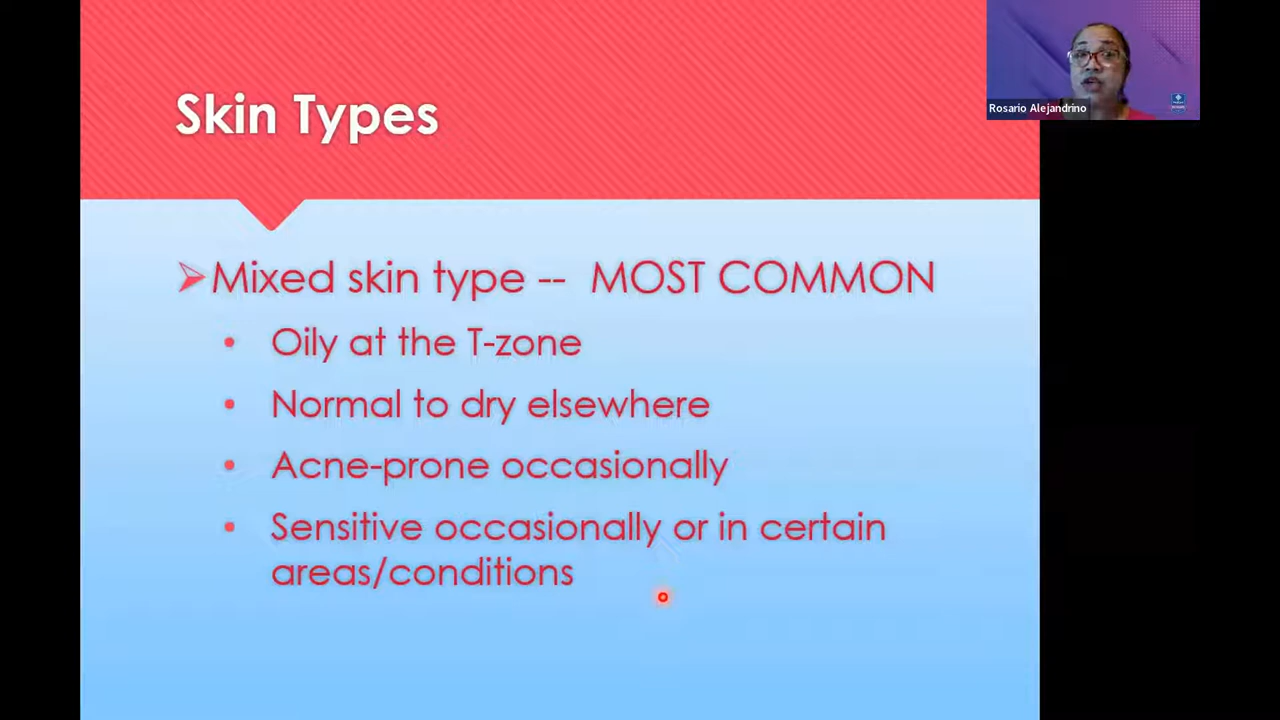 Skin Types
Rosario Alejandrino
Mixed skin type -- MOST COMMON
Oily at the T-zone
Normal to dry elsewhere
Acne-prone occasionally
Sensitive occasionally or in certain
areas/conditions